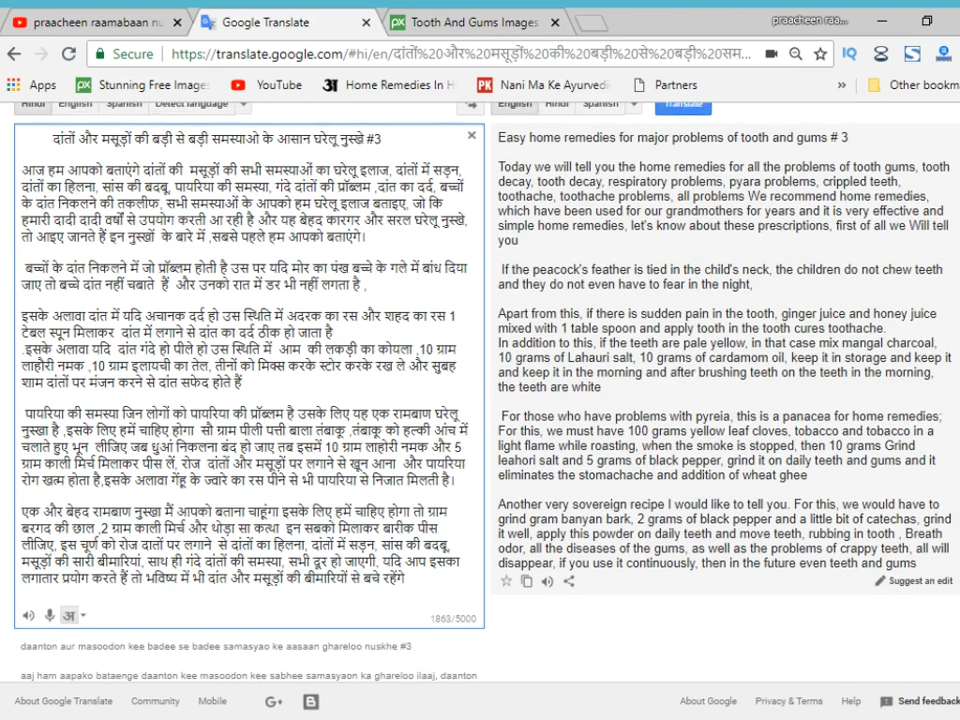 praacheen raamabaan nu
Google Translate
Tooth And Gums Images
praacheen raa...
Secure
https://translate.google.com/#hi/en/दांतों%20और%20मसूड़ों%20की%20बड़ी%20से%20बड़ी%20सम...
Apps
Stunning Free Images
YouTube
Home Remedies In H
Nani Ma Ke Ayurvedi
Partners
»
Other bookm
Hindi English Spanish Detect language
English Hindi Spanish Translate
दांतों और मसूड़ों की बड़ी से बड़ी समस्याओ के आसान घरेलू नुस्खे #3
आज हम आपको बताएंगे दांतों की मसूड़ों की सभी समस्याओं का घरेलू इलाज, दांतों में सड़न,
दांतों का हिलना, सांस की बदबू, पायरिया की समस्या, गंदे दांतों की प्रॉब्लम ,दांत का दर्द, बच्चों
के दांत निकलने की तकलीफ, सभी समस्याओं के आपको हम घरेलू इलाज बताइए, जो कि
हमारी दादी दादी वर्षों से उपयोग करती आ रही है और यह बेहद कारगर और सरल घरेलू नुस्खे,
तो आइए जानते हैं इन नुस्खों के बारे में ,सबसे पहले हम आपको बताएंगे।
बच्चों के दांत निकलने में जो प्रॉब्लम होती है उस पर यदि मोर का पंख बच्चे के गले में बांध दिया
जाए तो बच्चे दांत नहीं चबाते हैं और उनको रात में डर भी नहीं लगता है ,
इसके अलावा दांत में यदि अचानक दर्द हो उस स्थिति में अदरक का रस और शहद का रस 1
टेबल स्पून मिलाकर दांत में लगाने से दांत का दर्द ठीक हो जाता है
.इसके अलावा यदि दांत गंदे हो पीले हो उस स्थिति में आम की लकड़ी का कोयला ,10 ग्राम
लाहौरी नमक ,10 ग्राम इलायची का तेल, तीनों को मिक्स करके स्टोर करके रख ले और सुबह
शाम दांतों पर मंजन करने से दांत सफेद होते हैं
पायरिया की समस्या जिन लोगों को पायरिया की प्रॉब्लम है उसके लिए यह एक रामबाण घरेलू
नुस्खा है ,इसके लिए हमें चाहिए होगा सौ ग्राम पीली पत्ती बाला तंबाकू ,तंबाकू को हल्की आंच में
चलाते हुए भून लीजिए जब धुआं निकलना बंद हो जाए तब इसमें 10 ग्राम लाहोरी नमक और 5
ग्राम काली मिर्च मिलाकर पीस लें, रोज दांतों और मसूड़ों पर लगाने से खून आना और पायरिया
रोग खत्म होता है,इसके अलावा गेंहू के ज्वारे का रस पीने से भी पायरिया से निजात मिलती है।
एक और बेहद रामबाण नुस्खा मैं आपको बताना चाहूंगा इसके लिए हमें चाहिए होगा ग्राम
बरगद की छाल ,2 ग्राम काली मिर्च और थोड़ा सा कत्था इन सबको मिलाकर बारीक पीस
लीजिए, इस चूर्ण को रोज दातों पर लगाने से दांतों का हिलना, दांतों में सड़न, सांस की बदबू,
मसूड़ों की सारी बीमारियां, साथ ही गंदे दांतों की समस्या, सभी दूर हो जाएगी, यदि आप इसका
लगातार प्रयोग करते हैं तो भविष्य में भी दांत और मसूड़ों की बीमारियों से बचे रहेंगे
अ
1863/5000
Easy home remedies for major problems of tooth and gums # 3
Today we will tell you the home remedies for all the problems of tooth gums, tooth
decay, tooth decay, respiratory problems, pyara problems, crippled teeth,
toothache, toothache problems, all problems We recommend home remedies,
which have been used for our grandmothers for years and it is very effective and
simple home remedies, let's know about these prescriptions, first of all we Will tell
you
If the peacock's feather is tied in the child's neck, the children do not chew teeth
and they do not even have to fear in the night,
Apart from this, if there is sudden pain in the tooth, ginger juice and honey juice
mixed with 1 table spoon and apply tooth in the tooth cures toothache.
In addition to this, if the teeth are pale yellow, in that case mix mangal charcoal,
10 grams of Lahauri salt, 10 grams of cardamom oil, keep it in storage and keep it
and keep it in the morning and after brushing teeth on the teeth in the morning,
the teeth are white
For those who have problems with pyreia, this is a panacea for home remedies;
For this, we must have 100 grams yellow leaf cloves, tobacco and tobacco in a
light flame while roasting, when the smoke is stopped, then 10 grams Grind
leahori salt and 5 grams of black pepper, grind it on daily teeth and gums and it
eliminates the stomachache and addition of wheat ghee
Another very sovereign recipe I would like to tell you. For this, we would have to
grind gram banyan bark, 2 grams of black pepper and a little bit of catechas, grind
it well, apply this powder on daily teeth and move teeth, rubbing in tooth , Breath
odor, all the diseases of the gums, as well as the problems of crappy teeth, all will
disappear, if you use it continuously, then in the future even teeth and gums
Suggest an edit
daanton aur masoodon kee badee se badee samasyao ke aasaan ghareloo nuskhe #3
aaj ham aapako bataenge daanton kee masoodon kee sabhee samasyaon ka ghareloo ilaaj, daanton
About Google Translate Community Mobile G+ B About Google Privacy & Terms Help Send feedback